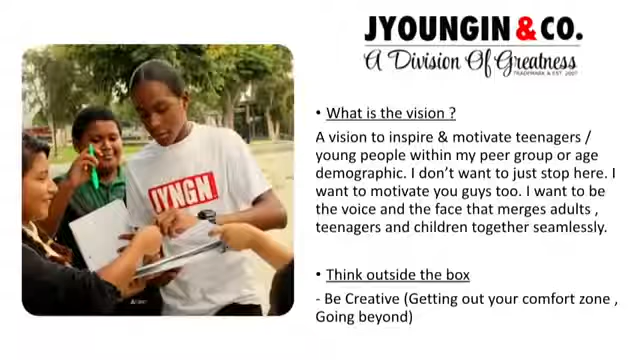 JYOUNGIN & CO.
A Division Of Greatness
TRADEMARK & EST. 2007
JYNGN
• What is the vision ?
A vision to inspire & motivate teenagers /
young people within my peer group or age
demographic. I don't want to just stop here. I
want to motivate you guys too. I want to be
the voice and the face that merges adults ,
teenagers and children together seamlessly.
• Think outside the box
- Be Creative (Getting out your comfort zone ,
Going beyond)